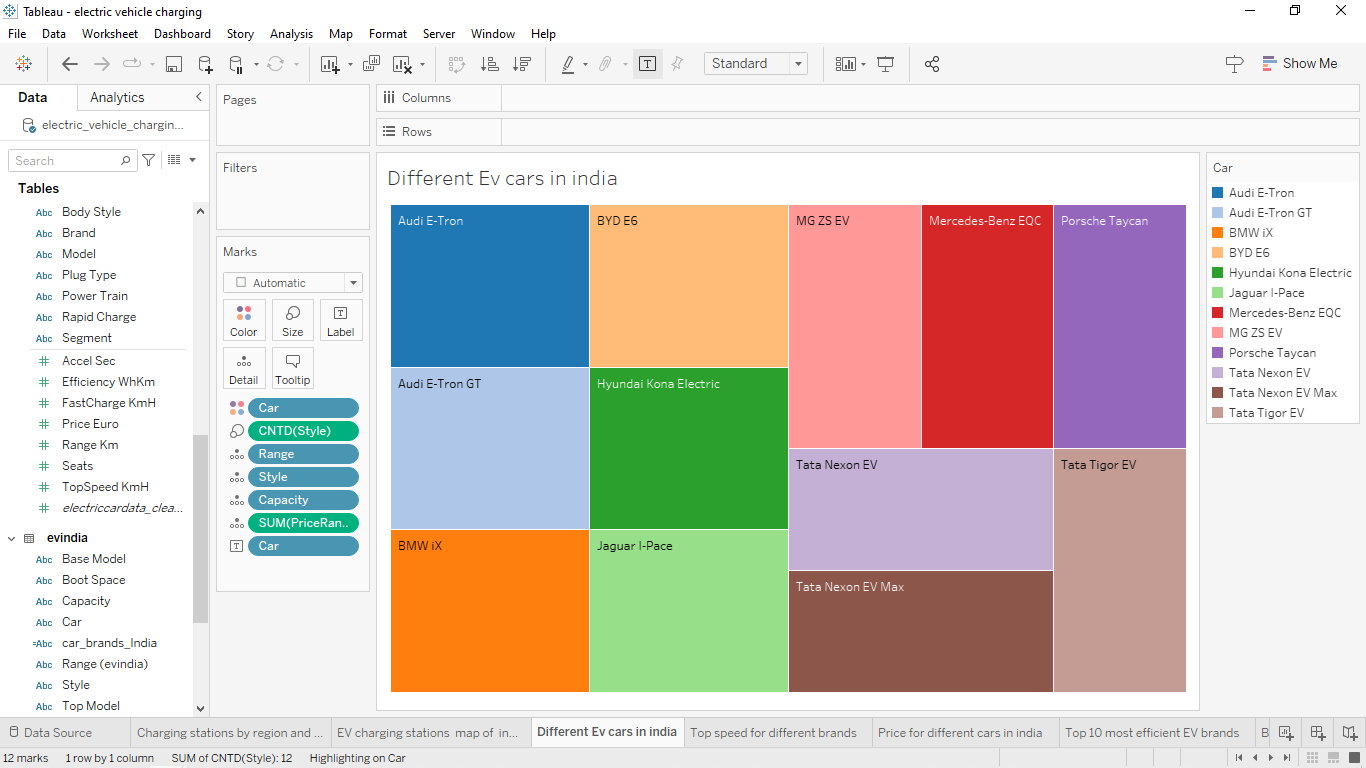 Tableau - electric vehicle charging
File Data Worksheet Dashboard Story Analysis Map Format Server Window Help
Standard
Show Me
Data Analytics
electric_vehicle_chargin...
Search
Tables
Abc Body Style
Abc Brand
Abc Model
Abc Plug Type
Abc Power Train
Abc Rapid Charge
Abc Segment
# Accel Sec
# Efficiency WhKm
# FastCharge KmH
# Price Euro
# Range Km
# Seats
# TopSpeed KmH
# electriccardata_clea...
evindia
Abc Base Model
Abc Boot Space
Abc Capacity
Abc Car
=Abc car_brands_India
Abc Range (evindia)
Abc Style
Abc Top Model
Pages
Filters
Marks
Automatic
Color Size Label
Detail Tooltip
Car
CNTD(Style)
Range
Style
Capacity
SUM(PriceRan..
Car
Columns
Rows
Different Ev cars in india
Audi E-Tron
BYD E6
MG ZS EV
Mercedes-Benz EQC
Porsche Taycan
Audi E-Tron GT
Hyundai Kona Electric
Tata Nexon EV
Tata Tigor EV
BMW iX
Jaguar I-Pace
Tata Nexon EV Max
Car
Audi E-Tron
Audi E-Tron GT
BMW iX
BYD E6
Hyundai Kona Electric
Jaguar I-Pace
Mercedes-Benz EQC
MG ZS EV
Porsche Taycan
Tata Nexon EV
Tata Nexon EV Max
Tata Tigor EV
Data Source
Charging stations by region and ...
EV charging stations map of in...
Different Ev cars in india
Top speed for different brands
Price for different cars in india
Top 10 most efficient EV brands
B
12 marks 1 row by 1 column SUM of CNTD(Style): 12 Highlighting on Car